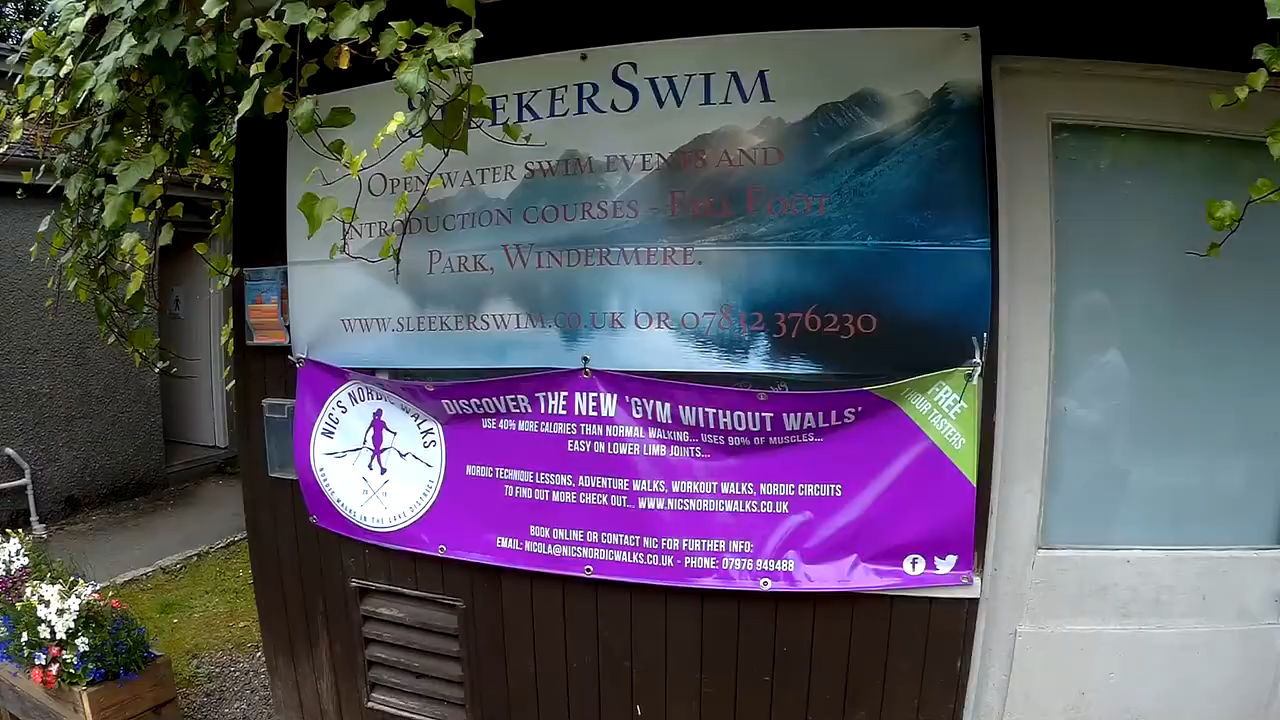 SLEEKERSWIM
OPEN WATER SWIM EVENTS AND
INTRODUCTION COURSES - FELL FOOT
PARK, WINDERMERE.
WWW.SLEEKERSWIM.CO.UK OR 07832 376230
NIC'S NORDIC WALKS
NORDIC WALKS IN THE LAKE DISTRICT
DISCOVER THE NEW 'GYM WITHOUT WALLS'
USE 40% MORE CALORIES THAN NORMAL WALKING... USES 90% OF MUSCLES...
EASY ON LOWER LIMB JOINTS...
FREE
1 HOUR TASTERS
NORDIC TECHNIQUE LESSONS, ADVENTURE WALKS, WORKOUT WALKS, NORDIC CIRCUITS
TO FIND OUT MORE CHECK OUT... WWW.NICSNORDICWALKS.CO.UK
BOOK ONLINE OR CONTACT NIC FOR FURTHER INFO:
EMAIL: NICOLA@NICSNORDICWALKS.CO.UK - PHONE: 07976 949488